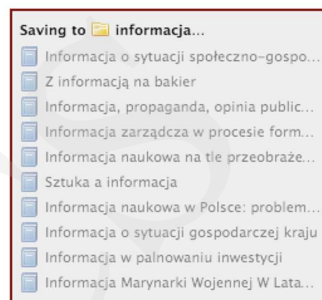 Saving to informacja...
Informacja o sytuacji społeczno-gospo...
Z informacją na bakier
Informacja, propaganda, opinia public...
Informacja zarządcza w procesie form...
Informacja naukowa na tle przeobraże...
Sztuka a informacja
Informacja naukowa w Polsce: problem...
Informacja o sytuacji gospodarczej kraju
Informacja w palnowaniu inwestycji
Informacja Marynarki Wojennej W Lata...